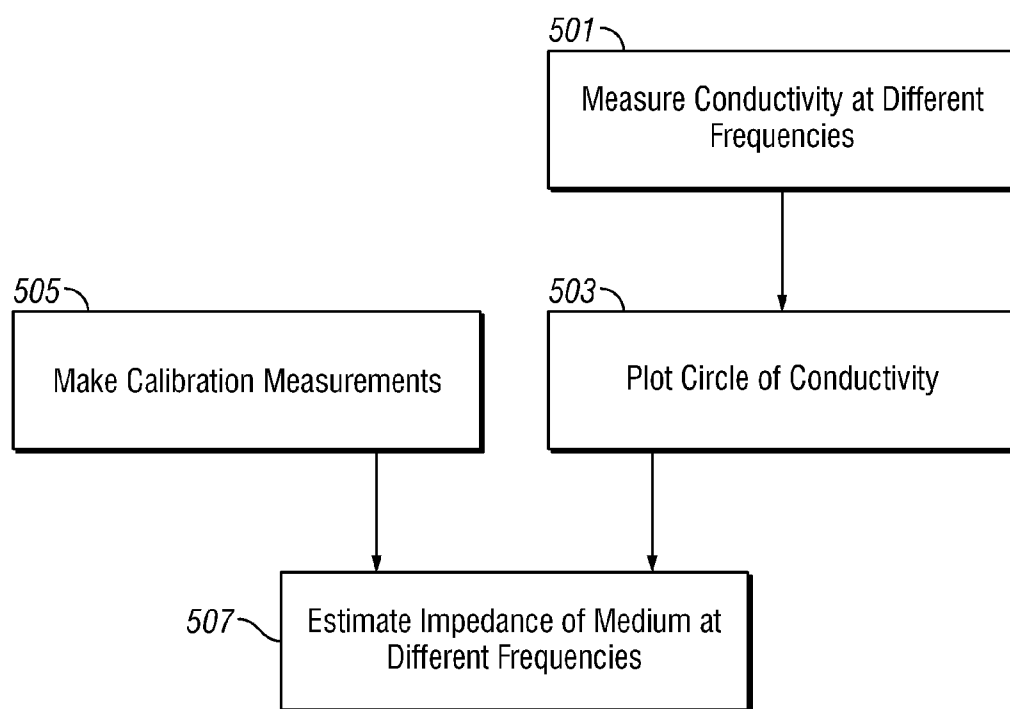 501
Measure Conductivity at Different
Frequencies
505
Make Calibration Measurements
503
Plot Circle of Conductivity
507
Estimate Impedance of Medium at
Different Frequencies